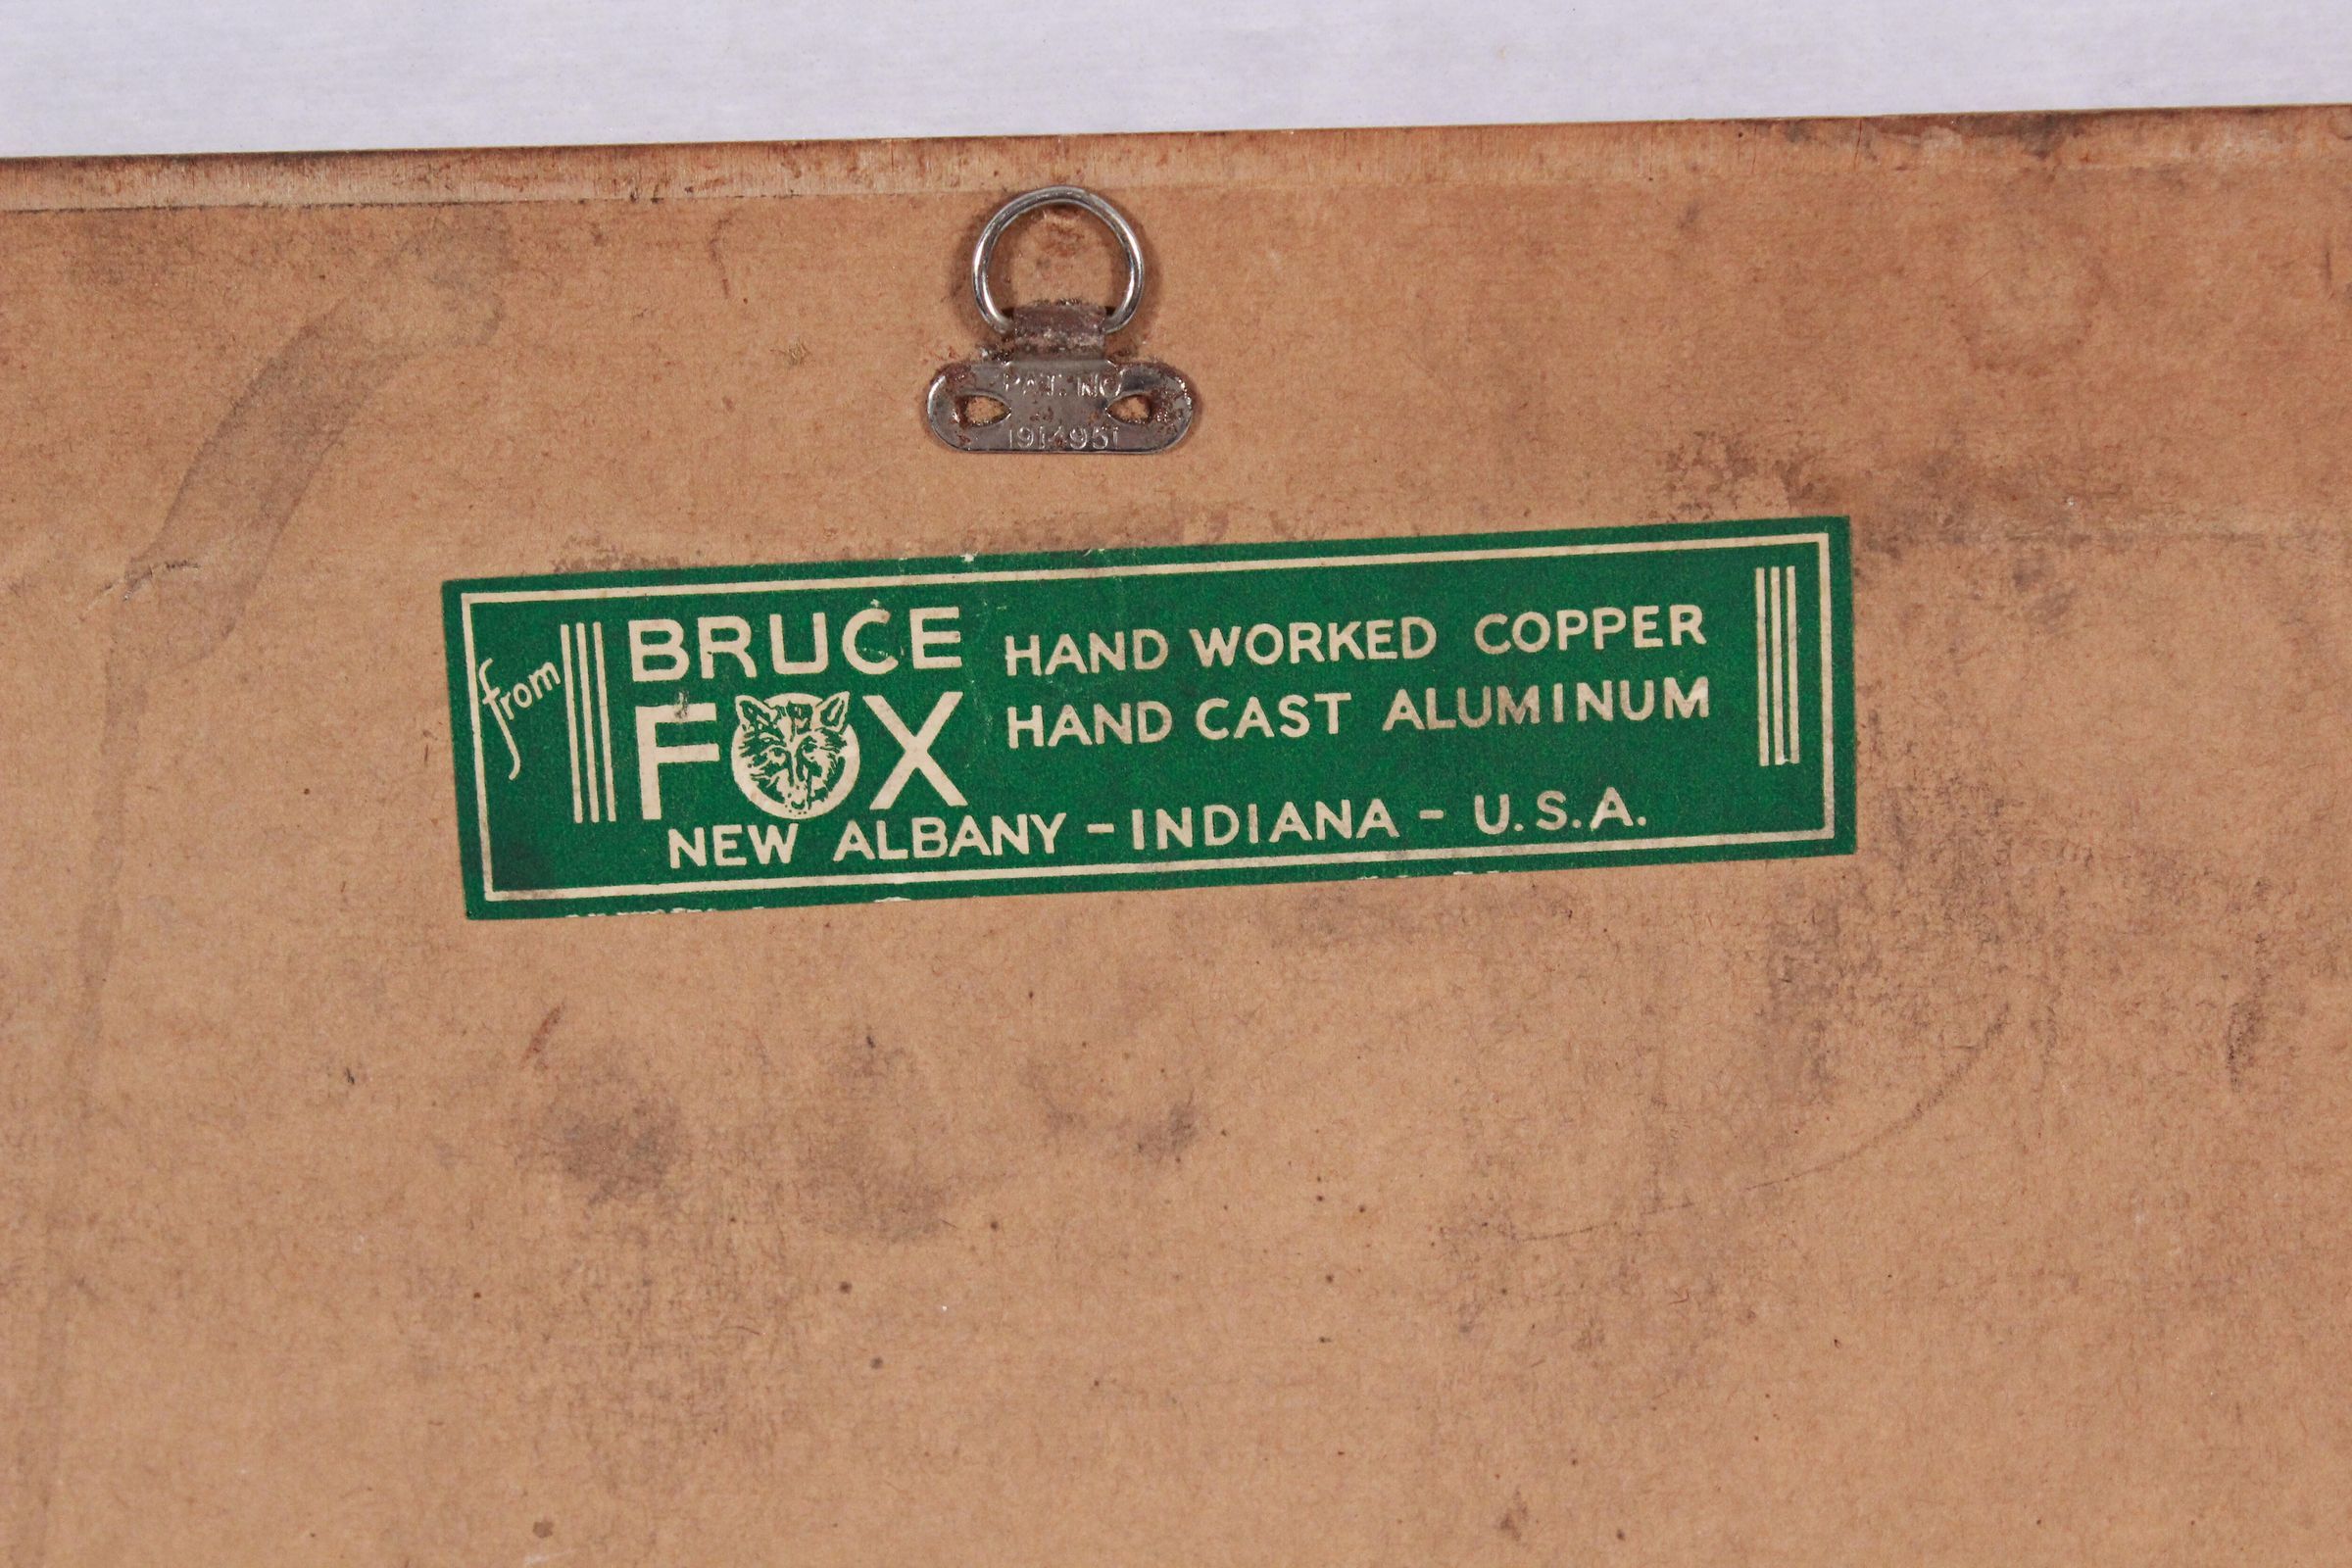 PAT. NO
1914951
from
BRUCE
FOX
HAND WORKED COPPER
HAND CAST ALUMINUM
NEW ALBANY - INDIANA - U.S.A.